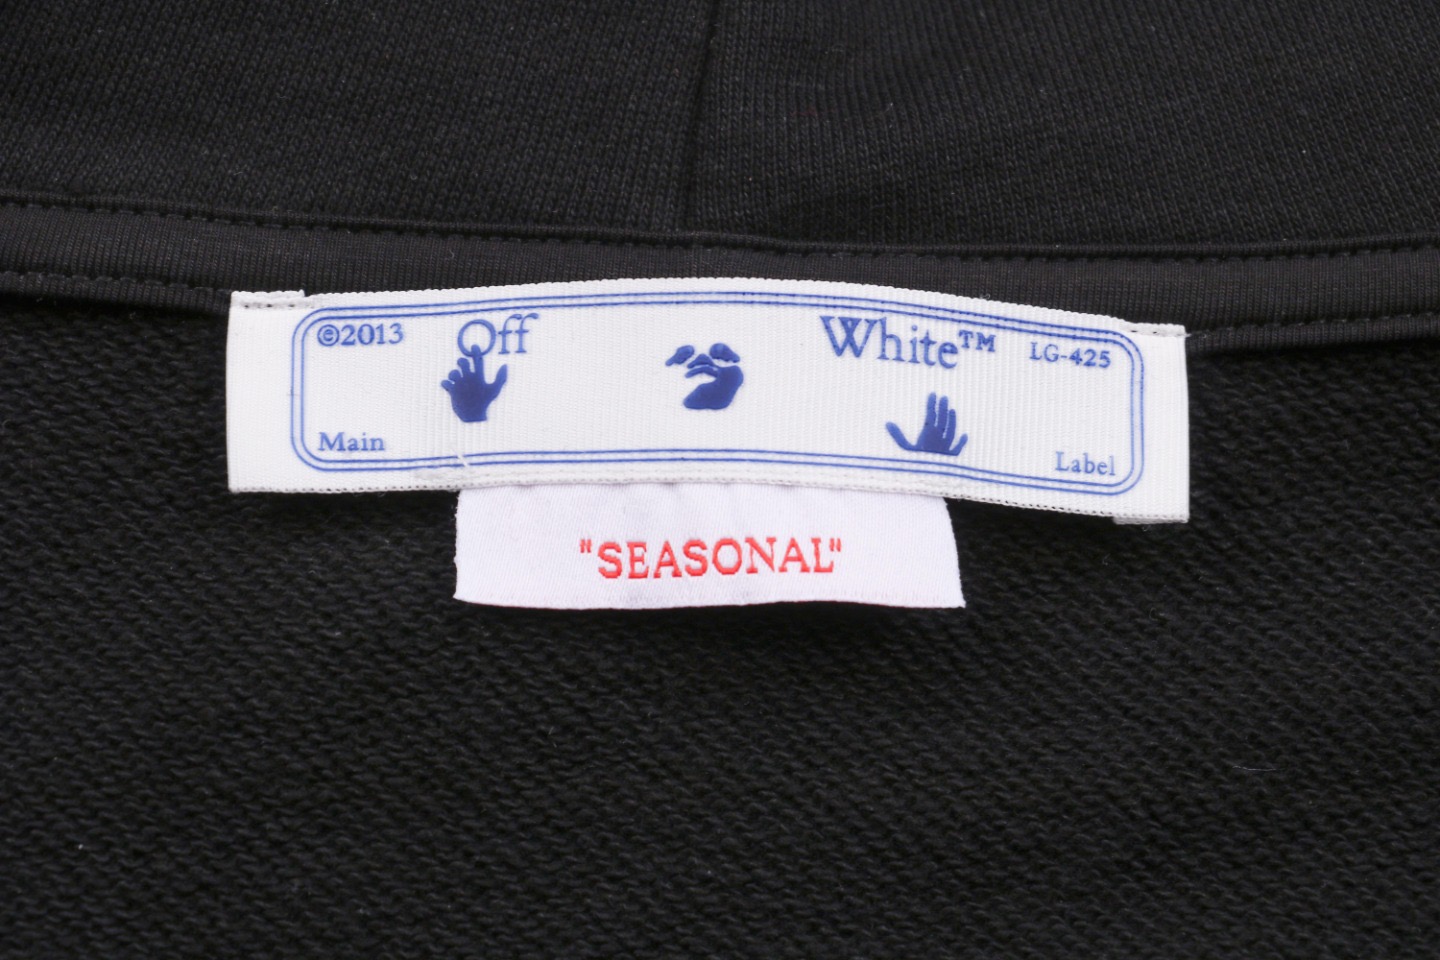 ©2013 Off White™ LG-425
Main Label
"SEASONAL"